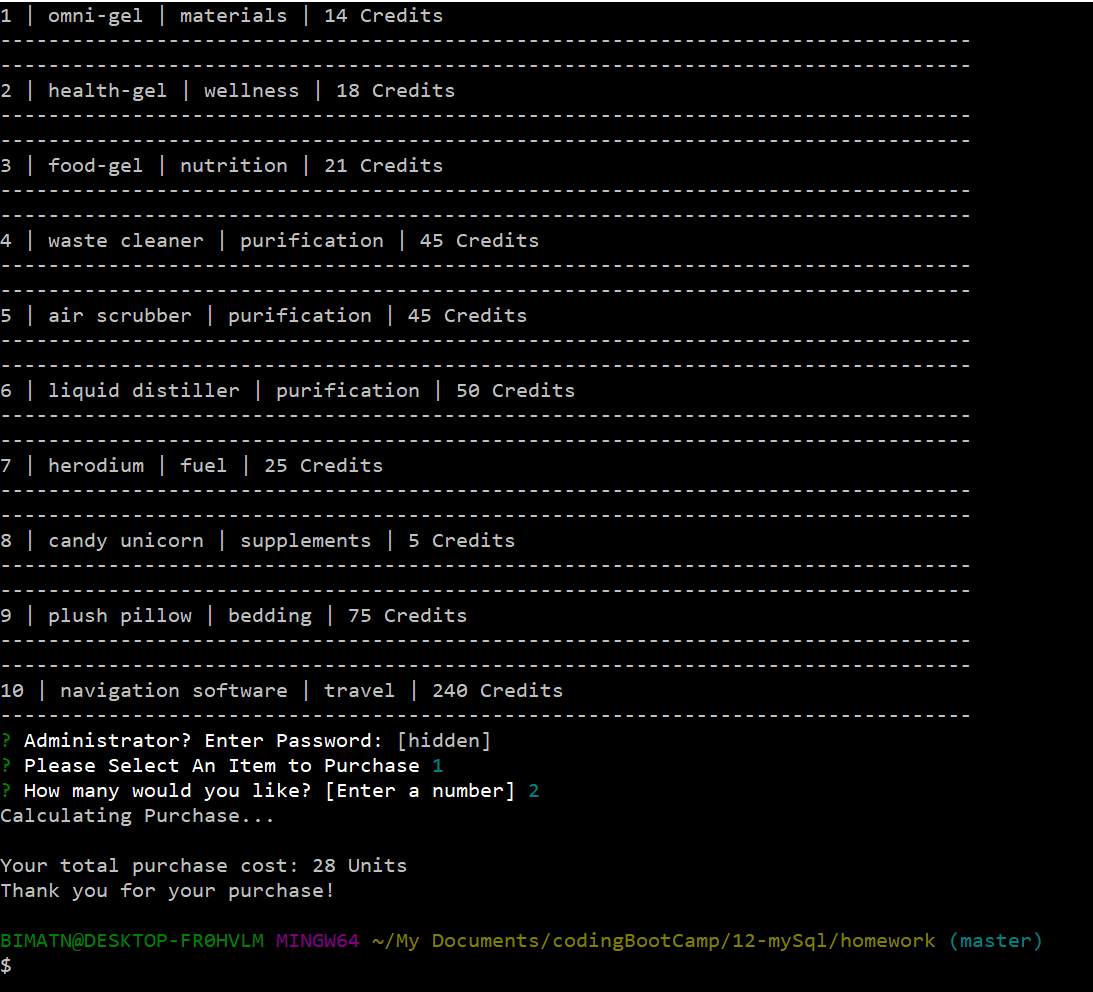 1 | omni-gel | materials | 14 Credits
---------------------------------------------------------------------------------
---------------------------------------------------------------------------------
2 | health-gel | wellness | 18 Credits
---------------------------------------------------------------------------------
---------------------------------------------------------------------------------
3 | food-gel | nutrition | 21 Credits
---------------------------------------------------------------------------------
---------------------------------------------------------------------------------
4 | waste cleaner | purification | 45 Credits
---------------------------------------------------------------------------------
---------------------------------------------------------------------------------
5 | air scrubber | purification | 45 Credits
---------------------------------------------------------------------------------
---------------------------------------------------------------------------------
6 | liquid distiller | purification | 50 Credits
---------------------------------------------------------------------------------
---------------------------------------------------------------------------------
7 | herodium | fuel | 25 Credits
---------------------------------------------------------------------------------
---------------------------------------------------------------------------------
8 | candy unicorn | supplements | 5 Credits
---------------------------------------------------------------------------------
---------------------------------------------------------------------------------
9 | plush pillow | bedding | 75 Credits
---------------------------------------------------------------------------------
---------------------------------------------------------------------------------
10 | navigation software | travel | 240 Credits
---------------------------------------------------------------------------------
? Administrator? Enter Password: [hidden]
? Please Select An Item to Purchase 1
? How many would you like? [Enter a number] 2
Calculating Purchase...
Your total purchase cost: 28 Units
Thank you for your purchase!
BIMATN@DESKTOP-FR0HVLM MINGW64 ~/My Documents/codingBootCamp/12-mySql/homework (master)
$